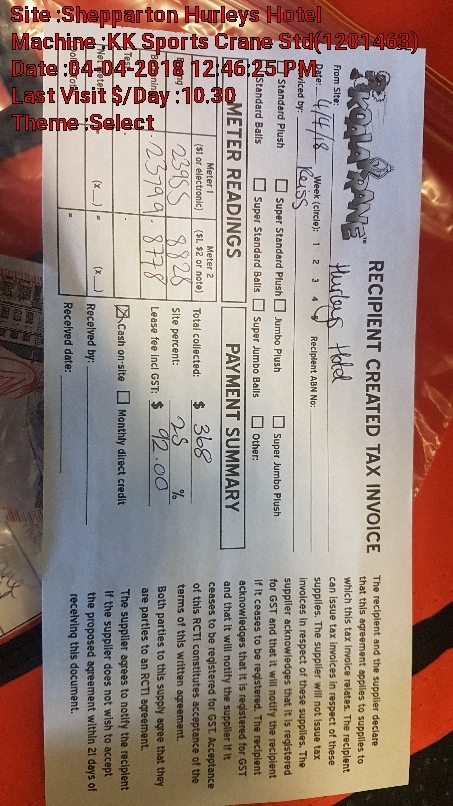 Site :Shepparton Hurleys Hotel
Machine :KK Sports Crane Std(1201463)
Date :04-04-2018 12:46:25 PM
Last Visit $/Day :10.30
Theme :Select
KOALA KRANE™
RECIPIENT CREATED TAX INVOICE
From Site: Hurleys Hotel
Date: 4/4/18 Week (circle): 1 2 3 4 Recipient ABN No:
viced by: Reiss
Standard Plush Super Standard Plush Jumbo Plush Super Jumbo Plush
Standard Balls Super Standard Balls Super Jumbo Balls Other:
METER READINGS
Meter 1 Meter 2
($1 or electronic) ($1, $2 or note)
23955 8828
23799 8778
(x ) = (x )
= =
PAYMENT SUMMARY
Total collected: $ 368
Site percent: 25 %
Lease fee incl GST: $ 92.00
Cash on-site Monthly direct credit
Received by:
Received date:
The recipient and the supplier declare
that this agreement applies to supplies to
which this tax invoice relates. The recipient
can issue tax invoices in respect of these
supplies. The supplier will not issue tax
invoices in respect of these supplies. The
supplier acknowledges that it is registered
for GST and that it will notify the recipient
if it ceases to be registered. The recipient
acknowledges that it is registered for GST
and that it will notify the supplier if it
ceases to be registered for GST. Acceptance
of this RCTI constitutes acceptance of the
terms of this written agreement.
Both parties to this supply agree that they
are parties to an RCTI agreement.
The supplier agrees to notify the recipient
if the supplier does not wish to accept
the proposed agreement within 21 days of
receiving this document.